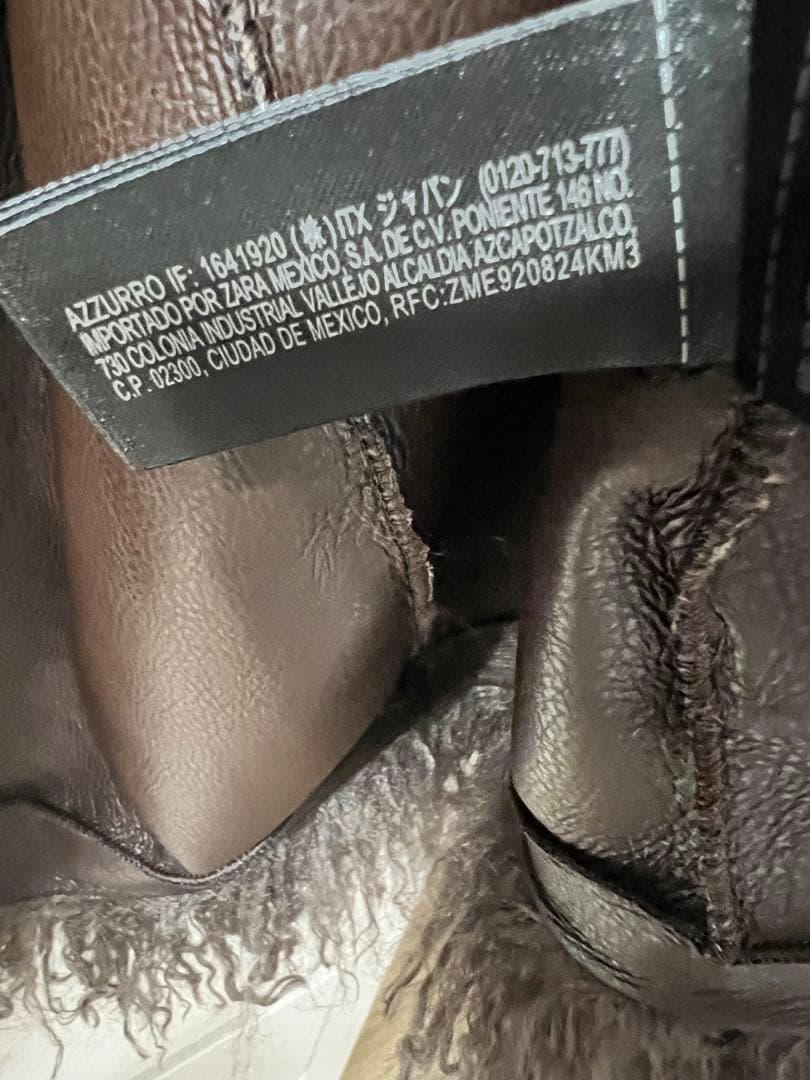 AZZURRO IF: 1641920 (株)ITX ジャパン (0120-713-777)
IMPORTADO POR ZARA MEXICO, S.A. DE C.V. PONIENTE 146 NO.
730 COLONIA INDUSTRIAL VALLEJO ALCALDIA AZCAPOTZALCO,
C.P. 02300, CIUDAD DE MEXICO, RFC:ZME920824KM3